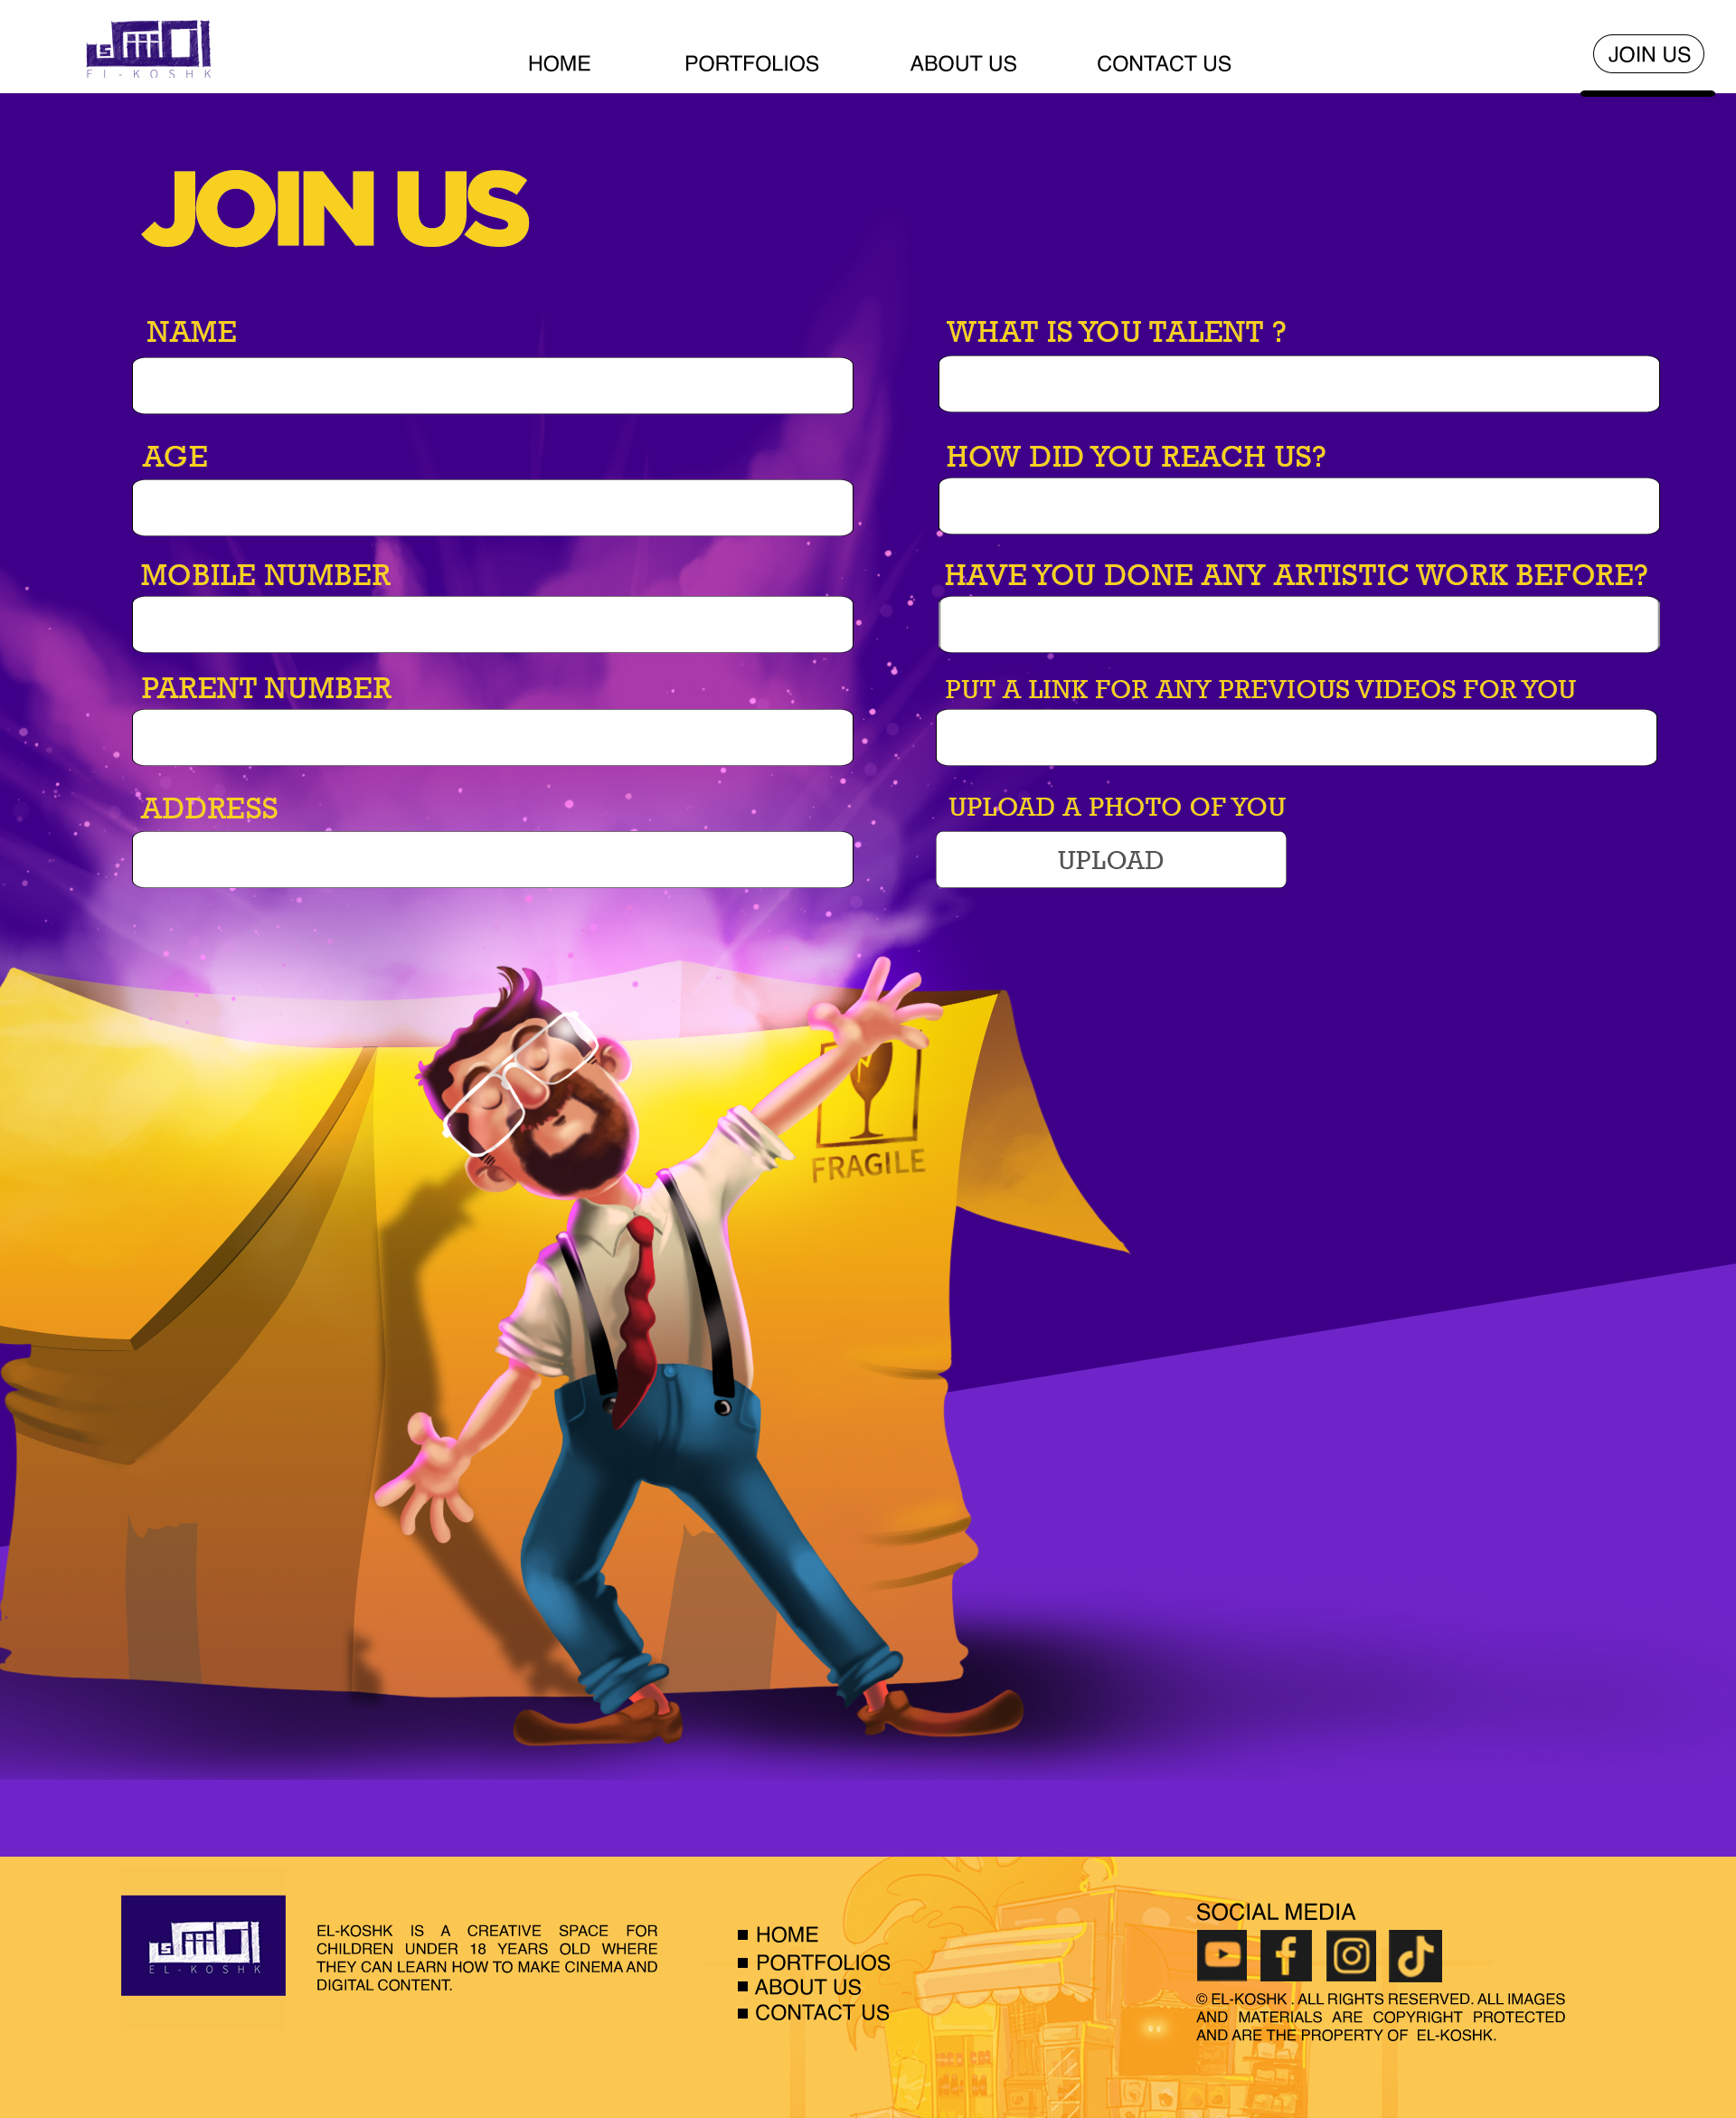 الكشك
EL-KOSHK
HOME
PORTFOLIOS
ABOUT US
CONTACT US
JOIN US
JOIN US
NAME
WHAT IS YOU TALENT ?
AGE
HOW DID YOU REACH US?
MOBILE NUMBER
HAVE YOU DONE ANY ARTISTIC WORK BEFORE?
PARENT NUMBER
PUT A LINK FOR ANY PREVIOUS VIDEOS FOR YOU
ADDRESS
UPLOAD A PHOTO OF YOU
UPLOAD
FRAGILE
الكشك
EL-KOSHK
EL-KOSHK IS A CREATIVE SPACE FOR
CHILDREN UNDER 18 YEARS OLD WHERE
THEY CAN LEARN HOW TO MAKE CINEMA AND
DIGITAL CONTENT.
HOME
PORTFOLIOS
ABOUT US
CONTACT US
SOCIAL MEDIA
© EL-KOSHK . ALL RIGHTS RESERVED. ALL IMAGES
AND MATERIALS ARE COPYRIGHT PROTECTED
AND ARE THE PROPERTY OF EL-KOSHK.